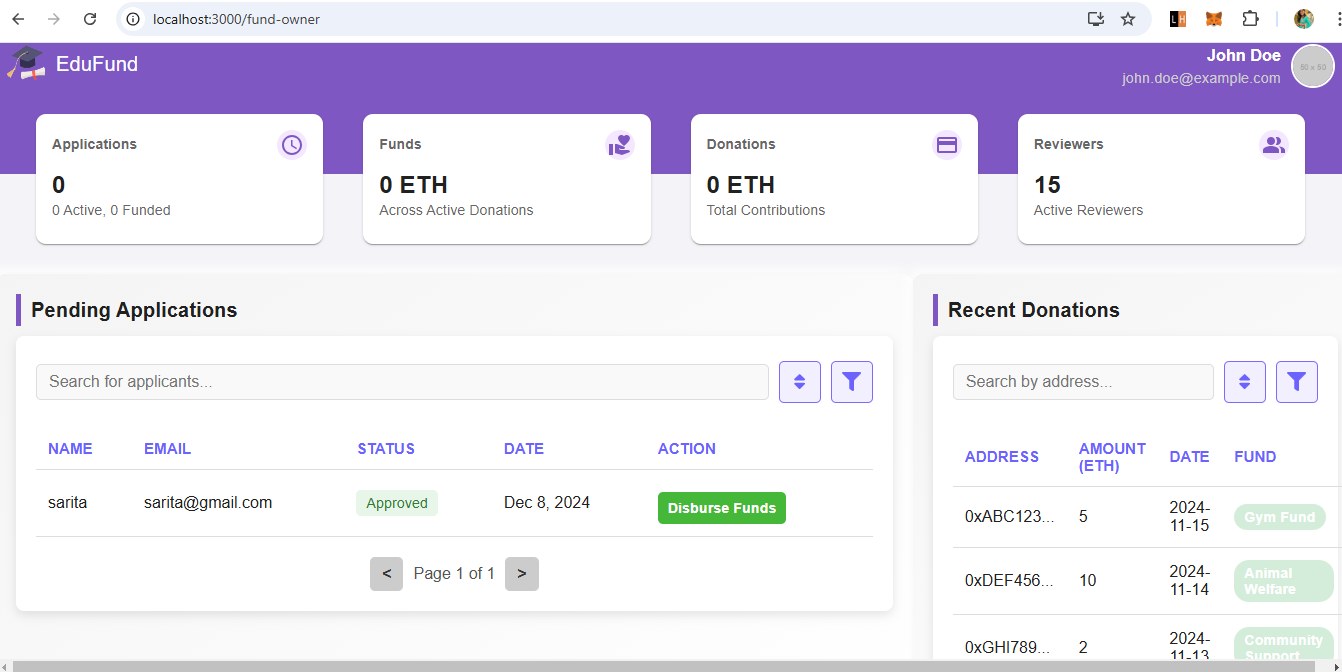 localhost:3000/fund-owner
EduFund
John Doe
john.doe@example.com
60 x 50
Applications
0
0 Active, 0 Funded
Funds
0 ETH
Across Active Donations
Donations
0 ETH
Total Contributions
Reviewers
15
Active Reviewers
Pending Applications
Search for applicants...
NAME EMAIL STATUS DATE ACTION
sarita sarita@gmail.com Approved Dec 8, 2024 Disburse Funds
< Page 1 of 1 >
Recent Donations
Search by address...
ADDRESS AMOUNT (ETH) DATE FUND
0xABC123... 5 2024-11-15 Gym Fund
0xDEF456... 10 2024-11-14 Animal Welfare
0xGHI789... 2 2024-11-13 Community Support